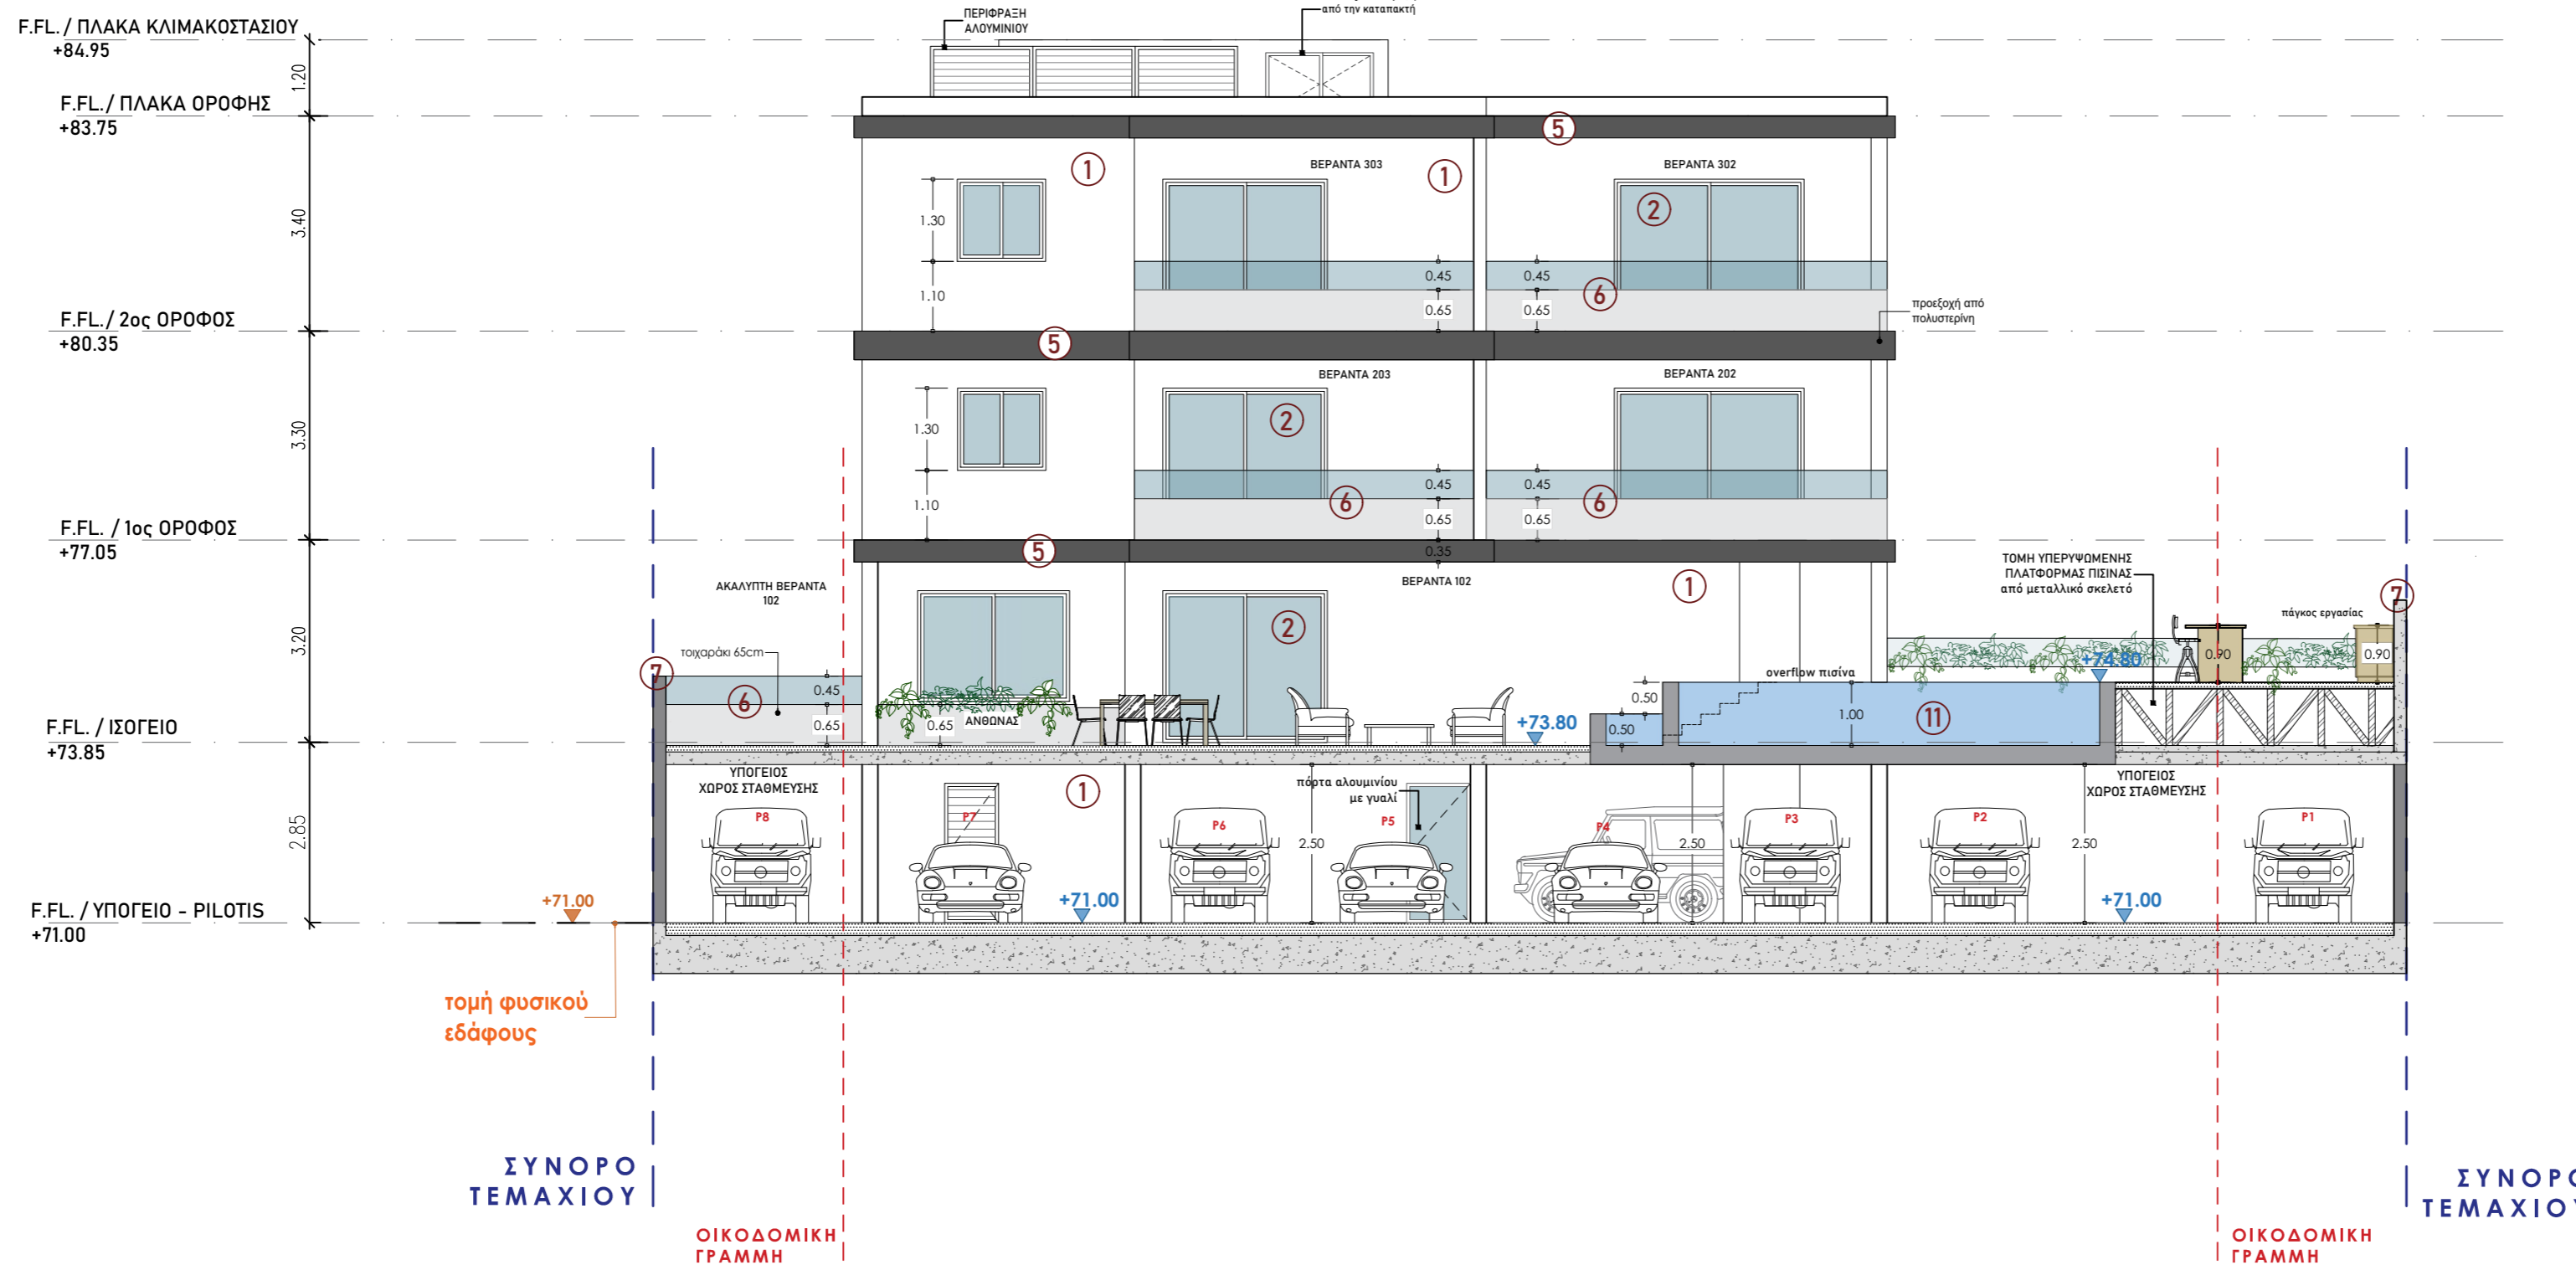 από την καταπακτή
ΠΕΡΙΦΡΑΞΗ
ΑΛΟΥΜΙΝΙΟΥ
F.FL. / ΠΛΑΚΑ ΚΛΙΜΑΚΟΣΤΑΣΙΟΥ
+84.95
1.20
F.FL./ ΠΛΑΚΑ ΟΡΟΦΗΣ
+83.75
5
1
ΒΕΡΑΝΤΑ 303
1
ΒΕΡΑΝΤΑ 302
2
3.40
1.30
1.10
0.45
0.45
6
0.65
0.65
προεξοχή από
πολυστερίνη
F.FL./ 2ος ΟΡΟΦΟΣ
+80.35
5
ΒΕΡΑΝΤΑ 203
ΒΕΡΑΝΤΑ 202
3.30
1.30
2
1.10
0.45
0.45
6
6
0.65
0.65
F.FL. / 1ος ΟΡΟΦΟΣ
+77.05
5
0.35
ΒΕΡΑΝΤΑ 102
1
ΑΚΑΛΥΠΤΗ ΒΕΡΑΝΤΑ
102
ΤΟΜΗ ΥΠΕΡΥΨΩΜΕΝΗΣ
ΠΛΑΤΦΟΡΜΑΣ ΠΙΣΙΝΑΣ
από μεταλλικό σκελετό
7
πάγκος εργασίας
3.20
τοιχαράκι 65cm
2
7
0.90
0.90
+74.80
overflow πισίνα
0.45
6
0.65
0.65
ΑΝΘΩΝΑΣ
0.50
0.50
1.00
11
+73.80
F.FL. / ΙΣΟΓΕΙΟ
+73.85
ΥΠΟΓΕΙΟΣ
ΧΩΡΟΣ ΣΤΑΘΜΕΥΣΗΣ
1
πόρτα αλουμινίου
με γυαλί
ΥΠΟΓΕΙΟΣ
ΧΩΡΟΣ ΣΤΑΘΜΕΥΣΗΣ
2.85
P8
P7
P6
P5
P4
P3
P2
P1
2.50
2.50
2.50
+71.00
+71.00
+71.00
F.FL. / ΥΠΟΓΕΙΟ - PILOTIS
+71.00
τομή φυσικού
εδάφους
ΣΥΝΟΡΟ
ΤΕΜΑΧΙΟΥ
ΣΥΝΟΡΟ
ΤΕΜΑΧΙΟΥ
ΟΙΚΟΔΟΜΙΚΗ
ΓΡΑΜΜΗ
ΟΙΚΟΔΟΜΙΚΗ
ΓΡΑΜΜΗ